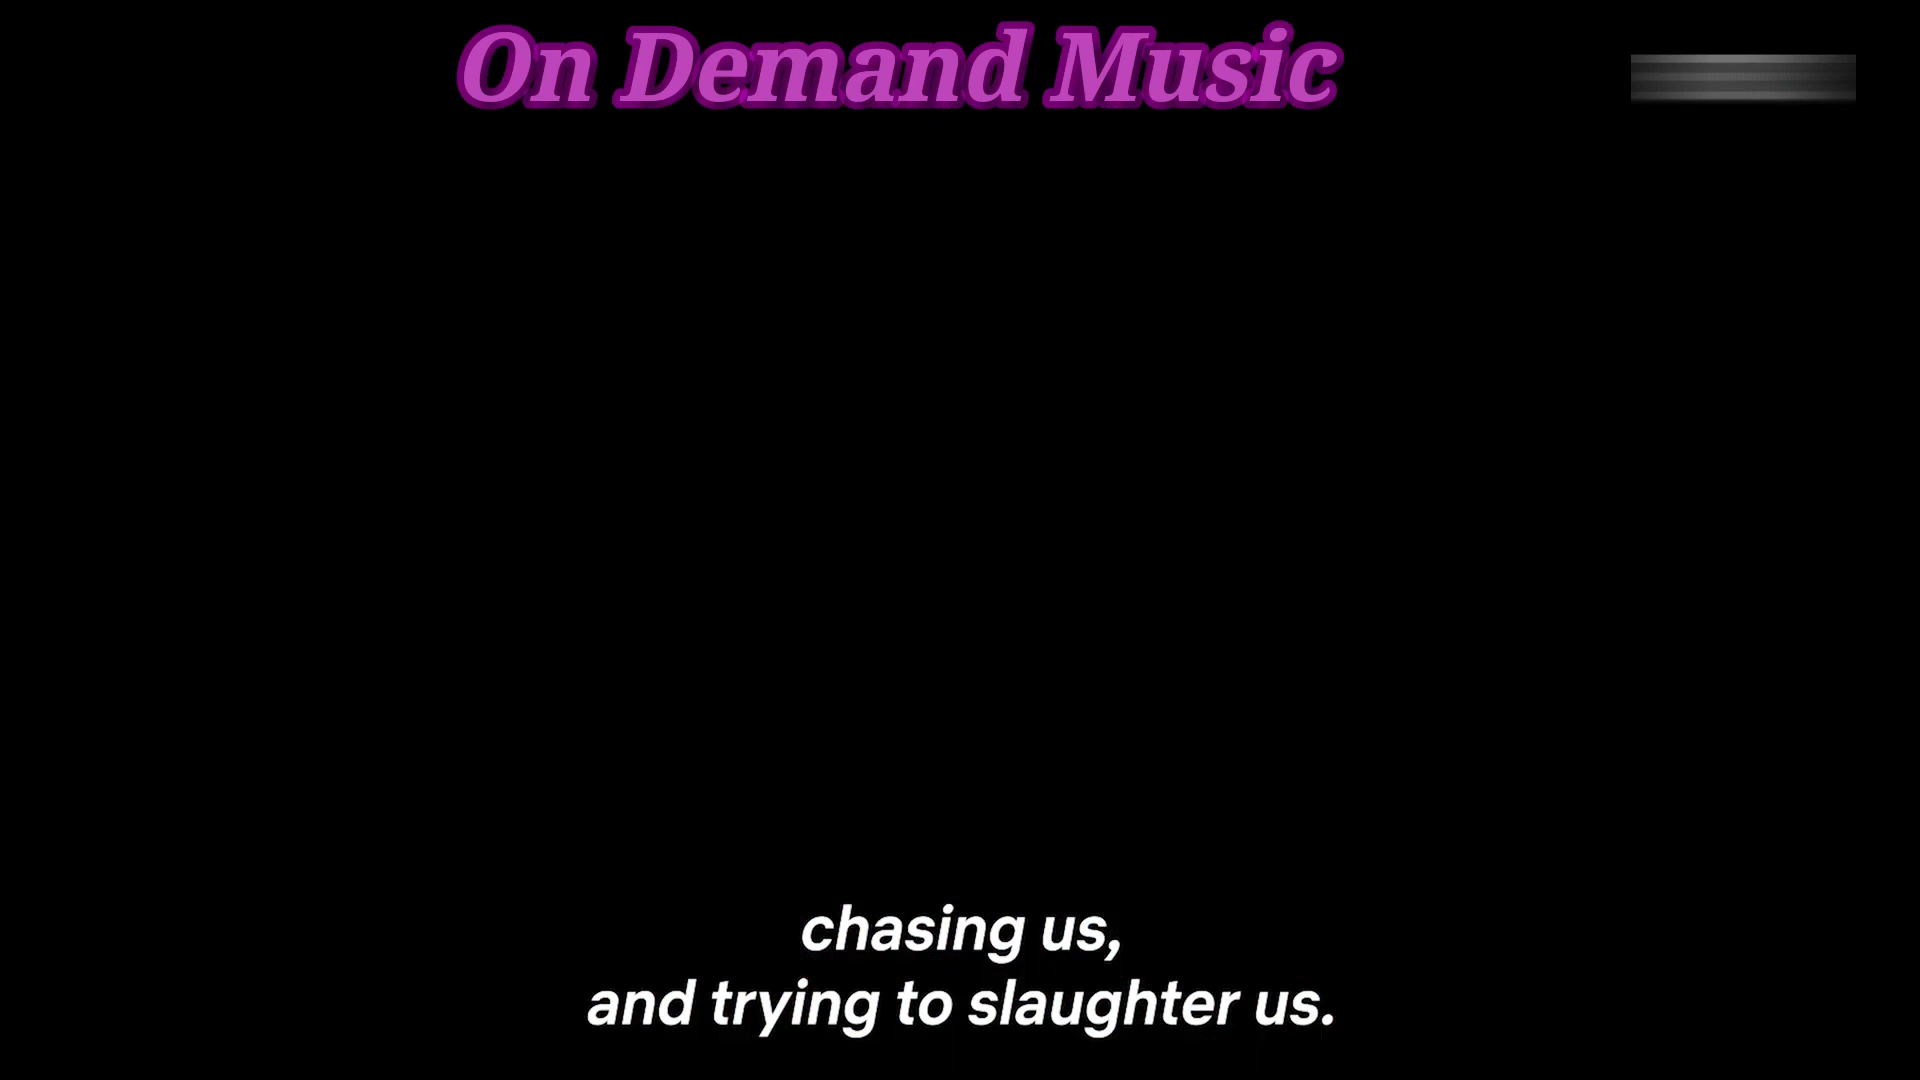 On Demand Music
chasing us,
and trying to slaughter us.